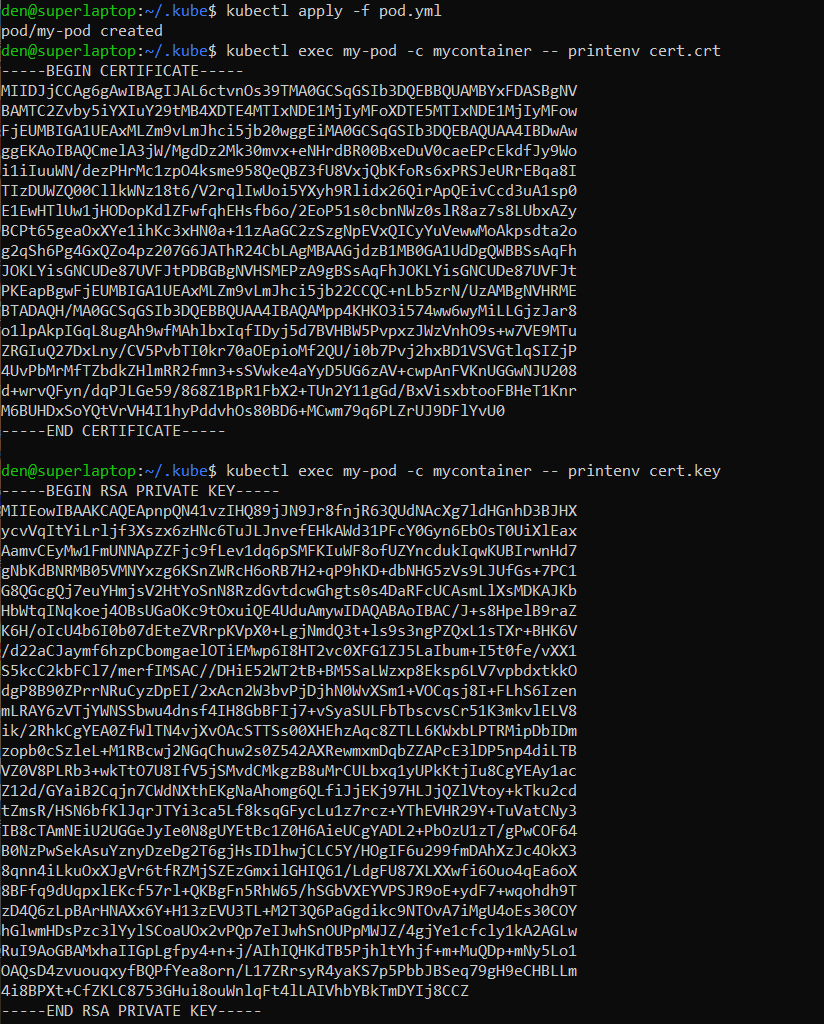 den@superlaptop:~/.kube$ kubectl apply -f pod.yml
pod/my-pod created
den@superlaptop:~/.kube$ kubectl exec my-pod -c mycontainer -- printenv cert.crt
-----BEGIN CERTIFICATE-----
MIIDJjCCAg6gAwIBAgIJAL6ctvnOs39TMA0GCSqGSIb3DQEBBQUAMBYxFDASBgNV
BAMTC2Zvby5iYXIuY29tMB4XDTE4MTIxNDE1MjIyMFoXDTE5MTIxNDE1MjIyMFow
FjEUMBIGA1UEAxMLZm9vLmJhci5jb20wggEiMA0GCSqGSIb3DQEBAQUAA4IBDwAw
ggEKAoIBAQCmelA3jW/MgdDz2Mk30mvx+eNHrdBR00BxeDuV0caeEPcEkdfJy9Wo
i1iIuuWN/dezPHrMc1zpO4ksme958QeQBZ3fU8VxjQbKfoRs6xPRSJeURrEBqa8I
TIzDUWZQ00CllkWNz18t6/V2rqlIwUoi5YXyh9Rlidx26QirApQEivCcd3uA1sp0
E1EwHTlUw1jHODopKdlZFwfqhEHsfb6o/2EoP51s0cbnNWz0slR8az7s8LUbxAZy
BCPt65geaOxXYe1ihKc3xHN0a+11zAaGC2zSzgNpEVxQICyYuVewwMoAkpsdta2o
g2qSh6Pg4GxQZo4pz207G6JAThR24CbLAgMBAAGjdzB1MB0GA1UdDgQWBBSsAqFh
JOKLYisGNCUDe87UVFJtPDBGBgNVHSMEPzA9gBSsAqFhJOKLYisGNCUDe87UVFJt
PKEapBgwFjEUMBIGA1UEAxMLZm9vLmJhci5jb22CCQC+nLb5zrN/UzAMBgNVHRME
BTADAQH/MA0GCSqGSIb3DQEBBQUAA4IBAQAMpp4KHKO3i574ww6wyMiLLGjzJar8
o1lpAkpIGqL8ugAh9wfMAhlbxIqfIDyj5d7BVHBW5PvpxzJWzVnhO9s+w7VE9MTu
ZRGIuQ27DxLny/CV5PvbTI0kr70aOEpioMf2QU/i0b7Pvj2hxBD1VSVGtlqSIZjP
4UvPbMrMfTZbdkZHlmRR2fmn3+sSVwke4aYyD5UG6zAV+cwpAnFVKnUGGwNJU208
d+wrvQFyn/dqPJLGe59/868Z1BpR1FbX2+TUn2Y11gGd/BxVisxbtooFBHeT1Knr
M6BUHDxSoYQtVrVH4I1hyPddvhOs80BD6+MCwm79q6PLZrUJ9DFlYvU0
-----END CERTIFICATE-----
den@superlaptop:~/.kube$ kubectl exec my-pod -c mycontainer -- printenv cert.key
-----BEGIN RSA PRIVATE KEY-----
MIIEowIBAAKCAQEApnpQN41vzIHQ89jJN9Jr8fnjR63QUdNAcXg7ldHGnhD3BJHX
ycvVqItYiLrljf3Xszx6zHNc6TuJLJnvefEHkAWd31PFcY0Gyn6EbOsT0UiXlEax
AamvCEyMw1FmUNNApZZFjc9fLev1dq6pSMFKIuWF8ofUZYncdukIqwKUBIrwnHd7
gNbKdBNRMB05VMNYxzg6KSnZWRcH6oRB7H2+qP9hKD+dbNHG5zVs9LJUfGs+7PC1
G8QGcgQj7euYHmjsV2HtYoSnN8RzdGvtdcwGhgts0s4DaRFcUCAsmLlXsMDKAJKb
HbWtqINqkoej4OBsUGaOKc9tOxuiQE4UduAmywIDAQABAoIBAC/J+s8HpelB9raZ
K6H/oIcU4b6I0b07dEteZVRrpKVpX0+LgjNmdQ3t+ls9s3ngPZQxL1sTXr+BHK6V
/d22aCJaymf6hzpCbomgaelOTiEMwp6I8HT2vc0XFG1ZJ5LaIbum+I5t0fe/vXX1
S5kcC2kbFCl7/merfIMSAC//DHiE52WT2tB+BM5SaLWzxp8Eksp6LV7vpbdxtkkO
dgP8B90ZPrrNRuCyzDpEI/2xAcn2W3bvPjDjhN0WvXSm1+VOCqsj8I+FLhS6Izen
mLRAY6zVTjYWNSSbwu4dnsf4IH8GbBFIj7+vSyaSULFbTbscvsCr51K3mkvlELV8
ik/2RhkCgYEA0ZfWlTN4vjXvOAcSTTSs00XHEhzAqc8ZTLL6KWxbLPTRMipDbIDm
zopb0cSzleL+M1RBcwj2NGqChuw2s0Z542AXRewmxmDqbZZAPcE3lDP5np4diLTB
VZ0V8PLRb3+wkTtO7U8IfV5jSMvdCMkgzB8uMrCULbxq1yUPkKtjIu8CgYEAy1ac
Z12d/GYaiB2Cqjn7CWdNXthEKgNaAhomg6QLfiJjEKj97HLJjQZlVtoy+kTku2cd
tZmsR/HSN6bfKlJqrJTYi3ca5Lf8ksqGFycLu1z7rcz+YThEVHR29Y+TuVatCNy3
IB8cTAmNEiU2UGGeJyIe0N8gUYEtBc1Z0H6AieUCgYADL2+PbOzU1zT/gPwCOF64
B0NzPwSekAsuYznyDzeDg2T6gjHsIDlhwjCLC5Y/HOgIF6u299fmDAhXzJc4OkX3
8qnn4iLkuOxXJgVr6tfRZMjSZEzGmxilGHIQ61/LdgFU87XLXXwfi6Ouo4qEa6oX
8BFfq9dUqpxlEKcf57rl+QKBgFn5RhW65/hSGbVXEYVPSJR9oE+ydF7+wqohdh9T
zD4Q6zLpBArHNAXx6Y+H13zEVU3TL+M2T3Q6PaGgdikc9NTOvA7iMgU4oEs30COY
hGlwmHDsPzc3lYylSCoaUOx2vPQp7eIJwhSnOUPpMWJZ/4gjYe1cfcly1kA2AGLw
RuI9AoGBAMxhaIIGpLgfpy4+n+j/AIhIQHKdTB5PjhltYhjf+m+MuQDp+mNy5Lo1
OAQsD4zvuouqxyfBQPfYea8orn/L17ZRrsyR4yaKS7p5PbbJBSeq79gH9eCHBLLm
4i8BPXt+CfZKLC8753GHui8ouWnlqFt4lLAIVhbYBkTmDYIj8CCZ
-----END RSA PRIVATE KEY-----